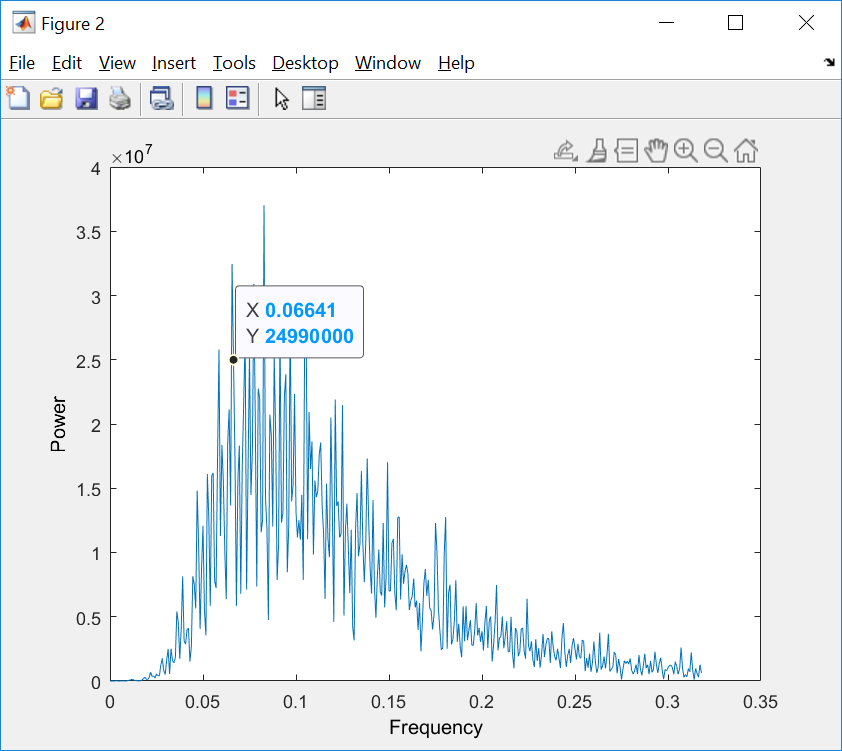 Figure 2
File Edit View Insert Tools Desktop Window Help
×10⁷
4
3.5
3
2.5
2
1.5
1
0.5
0
Power
X 0.06641
Y 24990000
0 0.05 0.1 0.15 0.2 0.25 0.3 0.35
Frequency